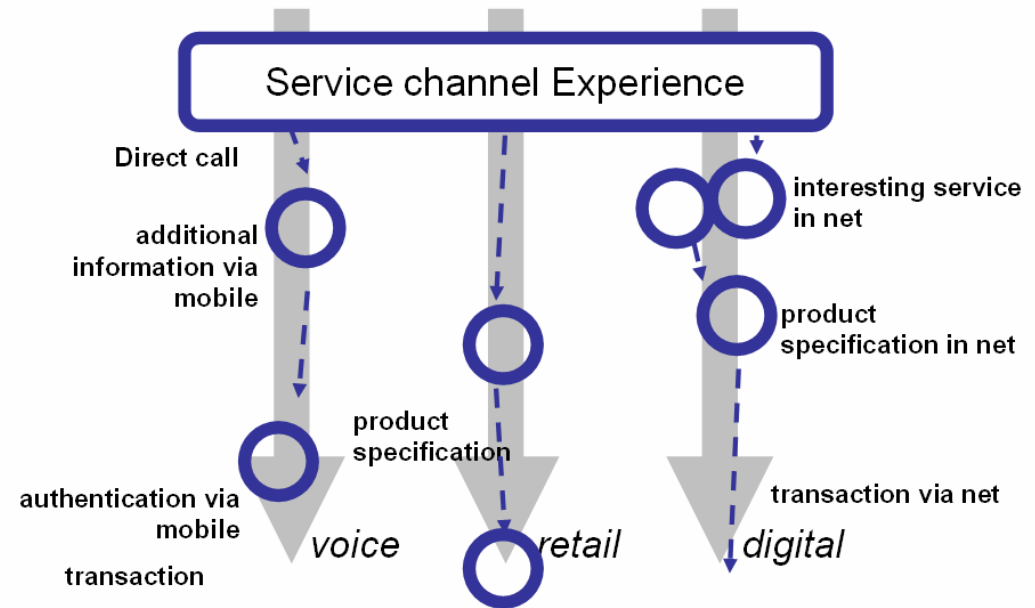 Service channel Experience
Direct call
additional
information via
mobile
interesting service
in net
product
specification in net
product
specification
authentication via
mobile
transaction via net
voice
retail
digital
transaction